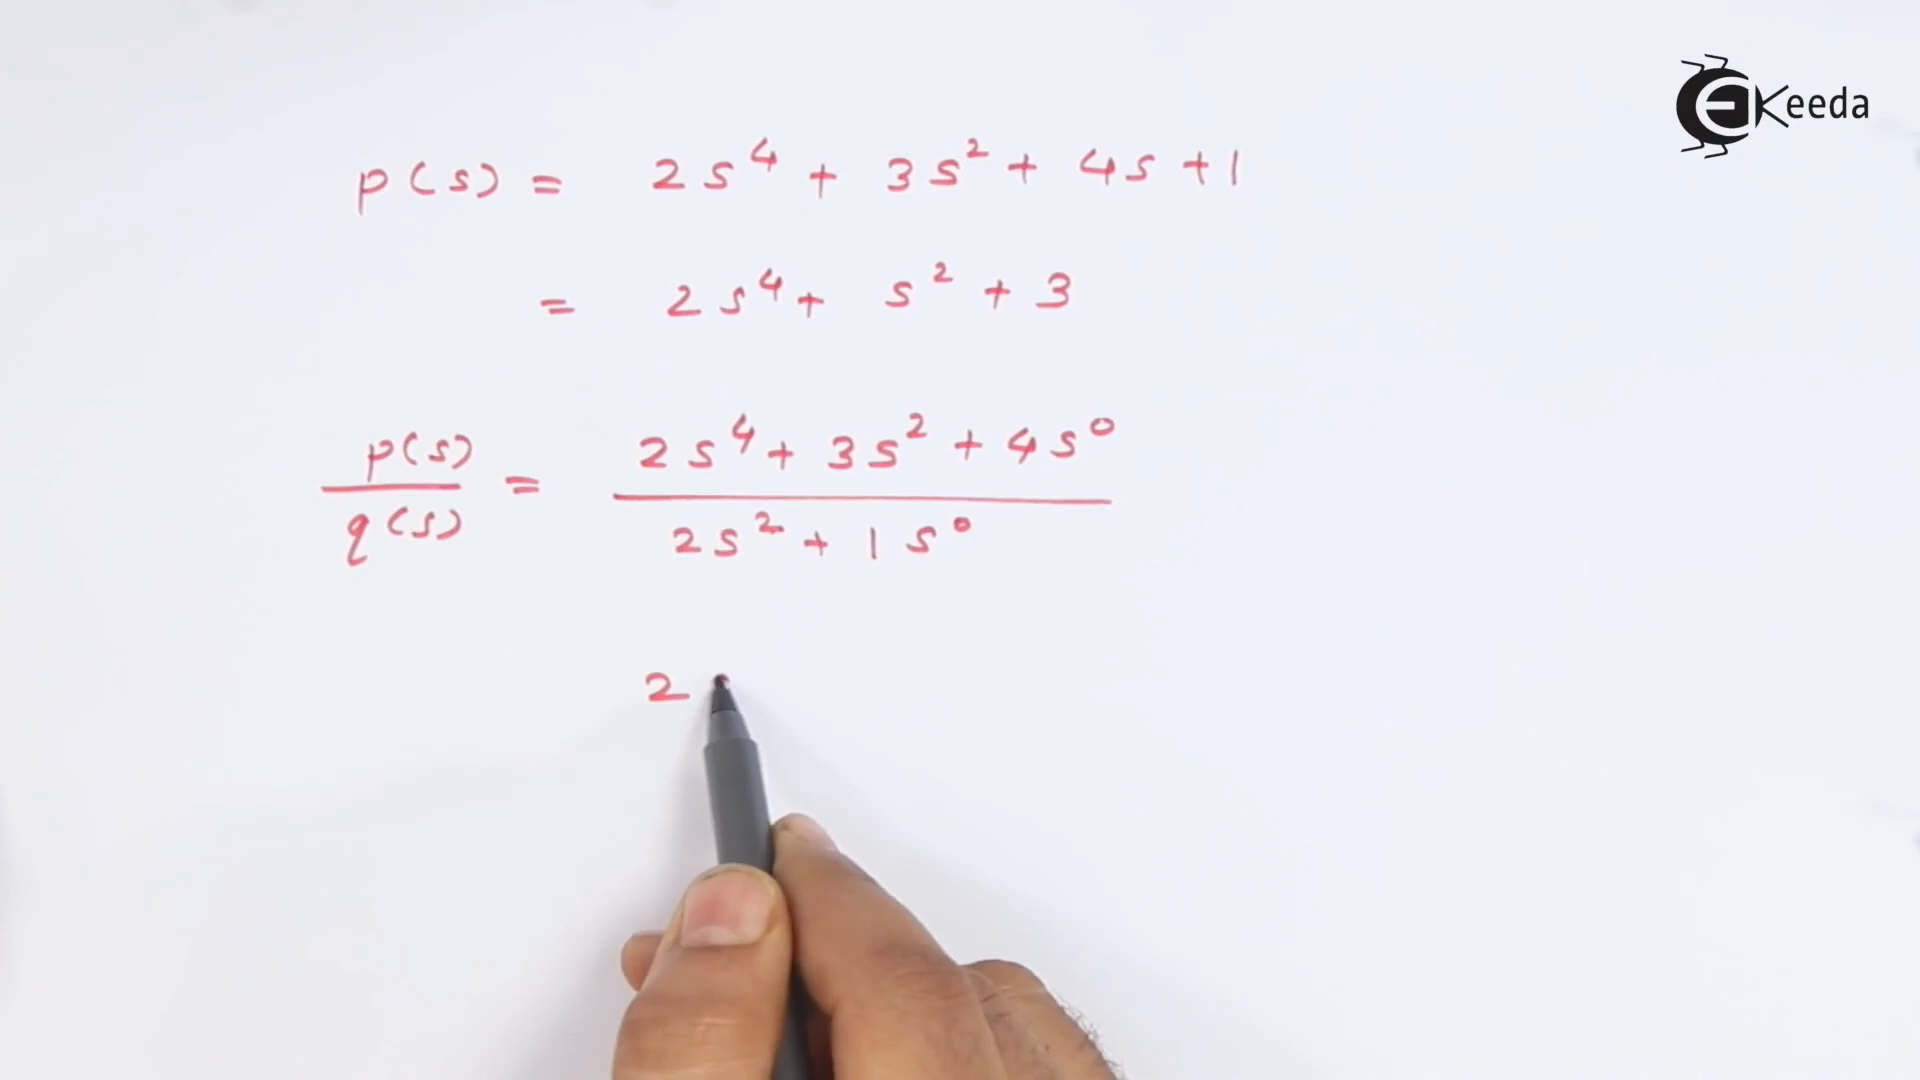 Keeda
p(s) = 2s⁴ + 3s² + 4s + 1
= 2s⁴ + s² + 3
p(s)/q(s) = (2s⁴ + 3s² + 4s⁰)/(2s² + 1s⁰)
2